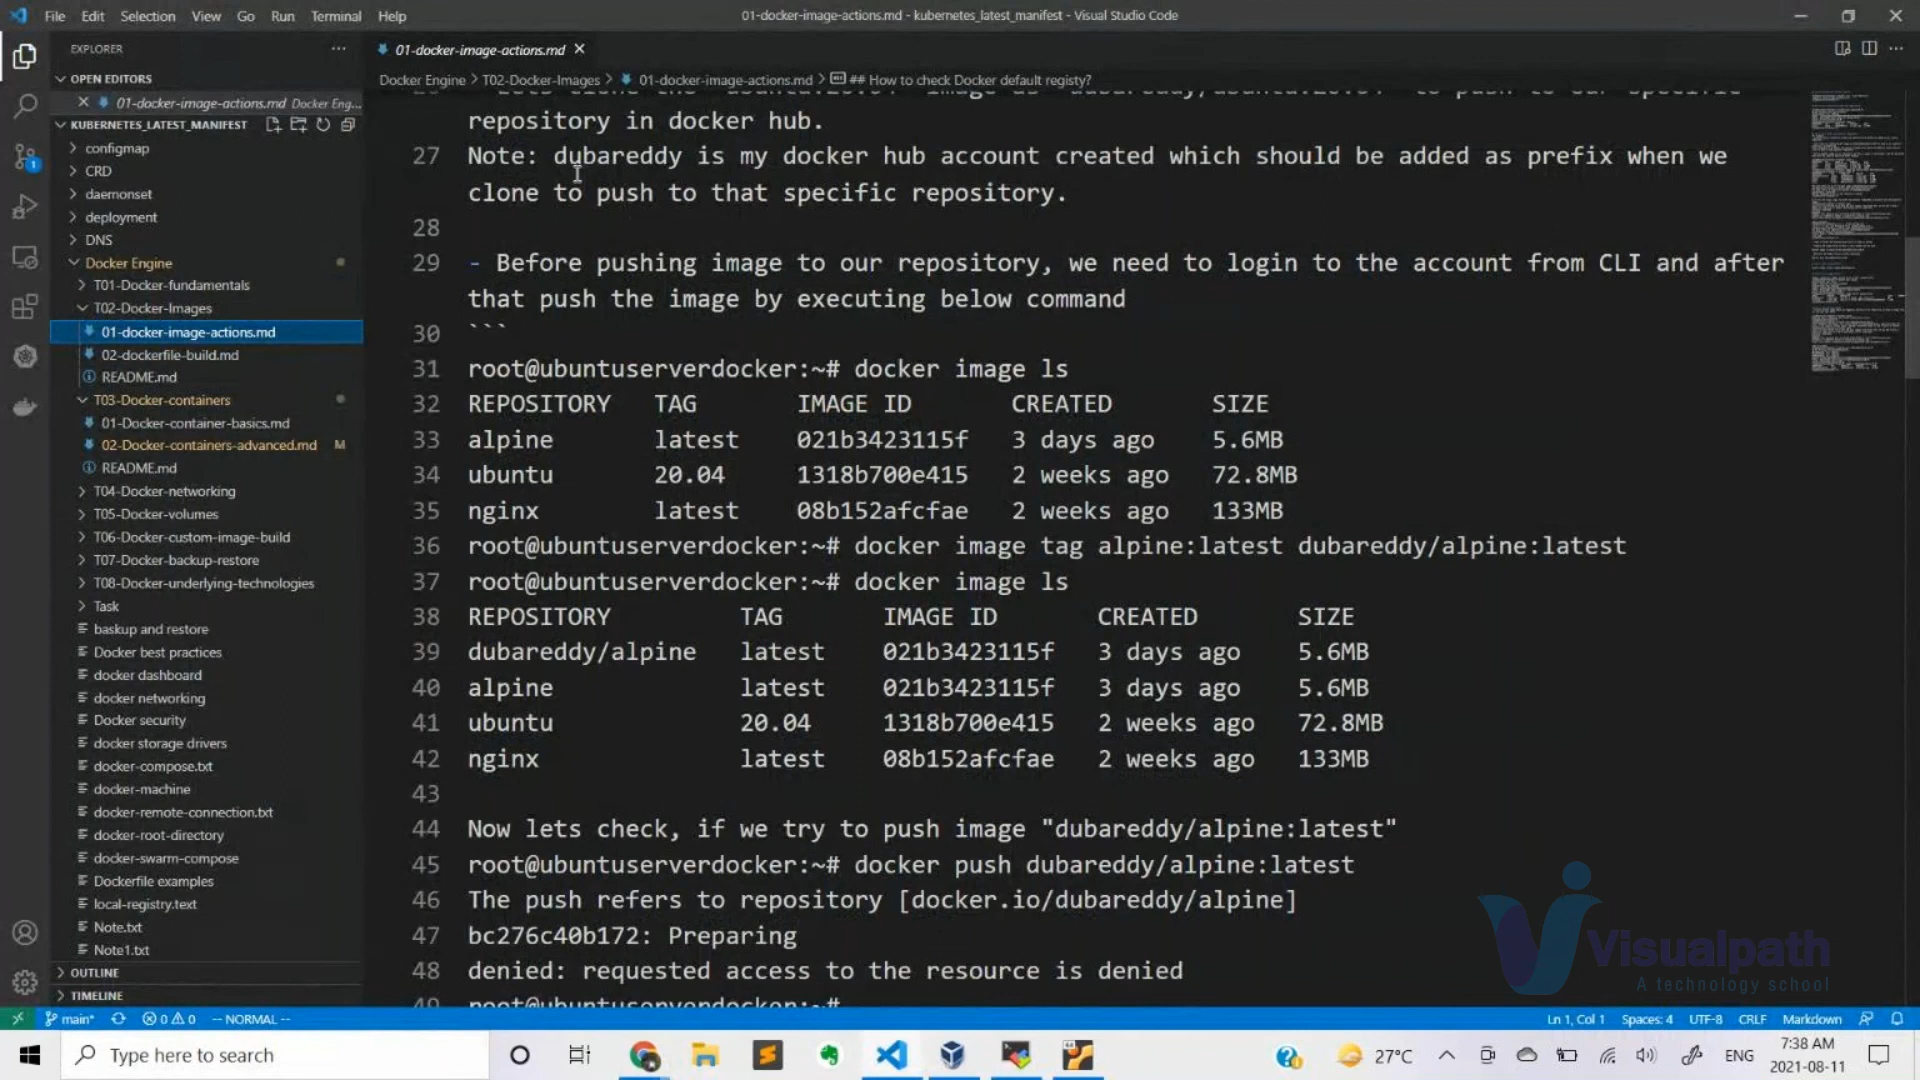 File Edit Selection View Go Run Terminal Help
01-docker-image-actions.md - kubernetes_latest_manifest - Visual Studio Code
EXPLORER
OPEN EDITORS
01-docker-image-actions.md Docker Eng...
KUBERNETES_LATEST_MANIFEST
configmap
CRD
daemonset
deployment
DNS
Docker Engine
T01-Docker-fundamentals
T02-Docker-Images
01-docker-image-actions.md
02-dockerfile-build.md
README.md
T03-Docker-containers
01-Docker-container-basics.md
02-Docker-containers-advanced.md M
README.md
T04-Docker-networking
T05-Docker-volumes
T06-Docker-custom-image-build
T07-Docker-backup-restore
T08-Docker-underlying-technologies
Task
baskup and restore
Docker best practices
docker dashboard
docker networking
Docker security
docker storage drivers
docker-compose.txt
docker-machine
docker-remote-connection.txt
docker-root-directory
docker-swarm-compose
Dockerfile examples
local-registry.text
Note.txt
Note1.txt
OUTLINE
TIMELINE
01-docker-image-actions.md
Docker Engine > T02-Docker-Images > 01-docker-image-actions.md > ## How to check Docker default registy?
repository in docker hub.
27 Note: dubareddy is my docker hub account created which should be added as prefix when we
clone to push to that specific repository.
28
29 - Before pushing image to our repository, we need to login to the account from CLI and after
that push the image by executing below command
30 ```
31 root@ubuntuserverdocker:~# docker image ls
32 REPOSITORY TAG IMAGE ID CREATED SIZE
33 alpine latest 021b3423115f 3 days ago 5.6MB
34 ubuntu 20.04 1318b700e415 2 weeks ago 72.8MB
35 nginx latest 08b152afcfae 2 weeks ago 133MB
36 root@ubuntuserverdocker:~# docker image tag alpine:latest dubareddy/alpine:latest
37 root@ubuntuserverdocker:~# docker image ls
38 REPOSITORY TAG IMAGE ID CREATED SIZE
39 dubareddy/alpine latest 021b3423115f 3 days ago 5.6MB
40 alpine latest 021b3423115f 3 days ago 5.6MB
41 ubuntu 20.04 1318b700e415 2 weeks ago 72.8MB
42 nginx latest 08b152afcfae 2 weeks ago 133MB
43
44 Now lets check, if we try to push image "dubareddy/alpine:latest"
45 root@ubuntuserverdocker:~# docker push dubareddy/alpine:latest
46 The push refers to repository [docker.io/dubareddy/alpine]
47 bc276c40b172: Preparing
48 denied: requested access to the resource is denied
49 root@ubuntuserverdocker:~#
Visualpath
A technology school
main* 0 0 -- NORMAL -- Ln 1, Col 1 Spaces: 4 UTF-8 CRLF Markdown
Type here to search
27°C ENG
7:38 AM
2021-08-11